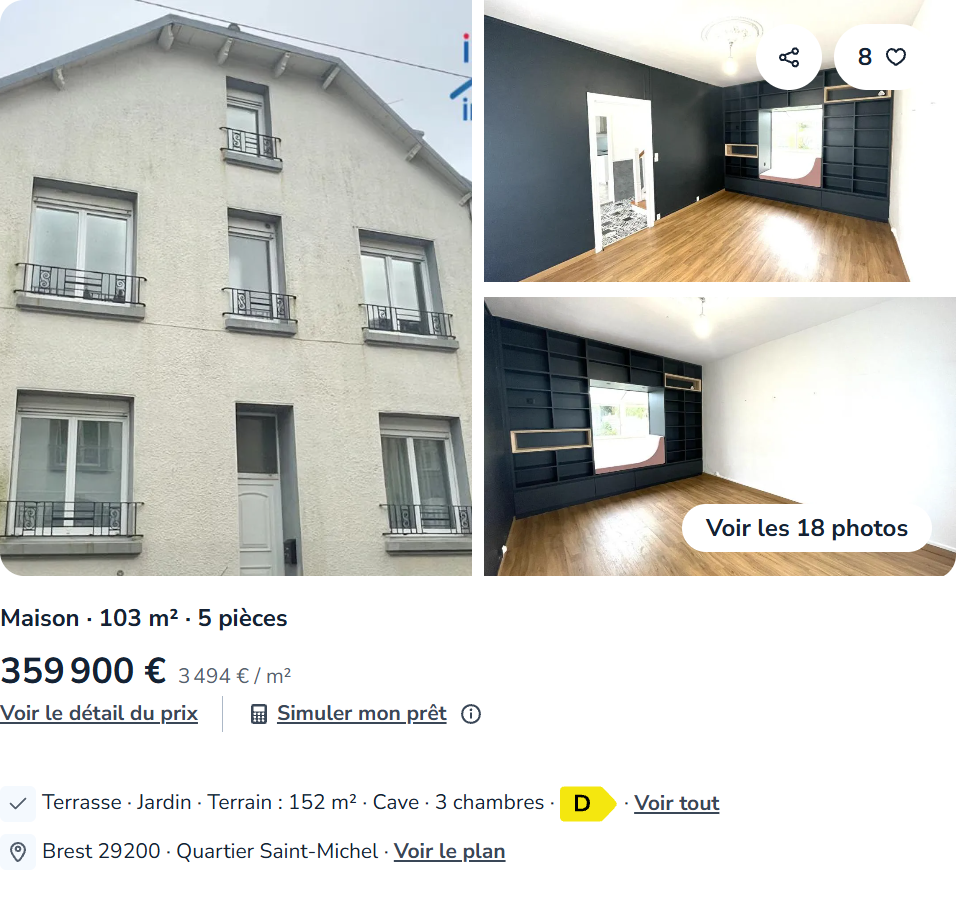 8
Voir les 18 photos
Maison · 103 m² · 5 pièces
359 900 € 3 494 € / m²
Voir le détail du prix Simuler mon prêt
Terrasse · Jardin · Terrain : 152 m² · Cave · 3 chambres · D · Voir tout
Brest 29200 · Quartier Saint-Michel · Voir le plan